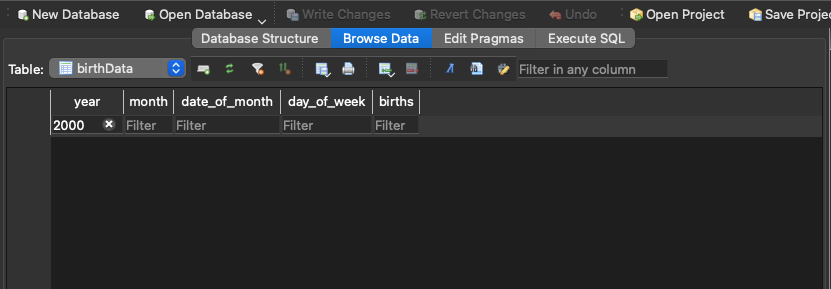 New Database Open Database Write Changes Revert Changes Undo Open Project Save Proje
Database Structure Browse Data Edit Pragmas Execute SQL
Table: birthData Filter in any column
year month date_of_month day_of_week births
2000 Filter Filter Filter Filter